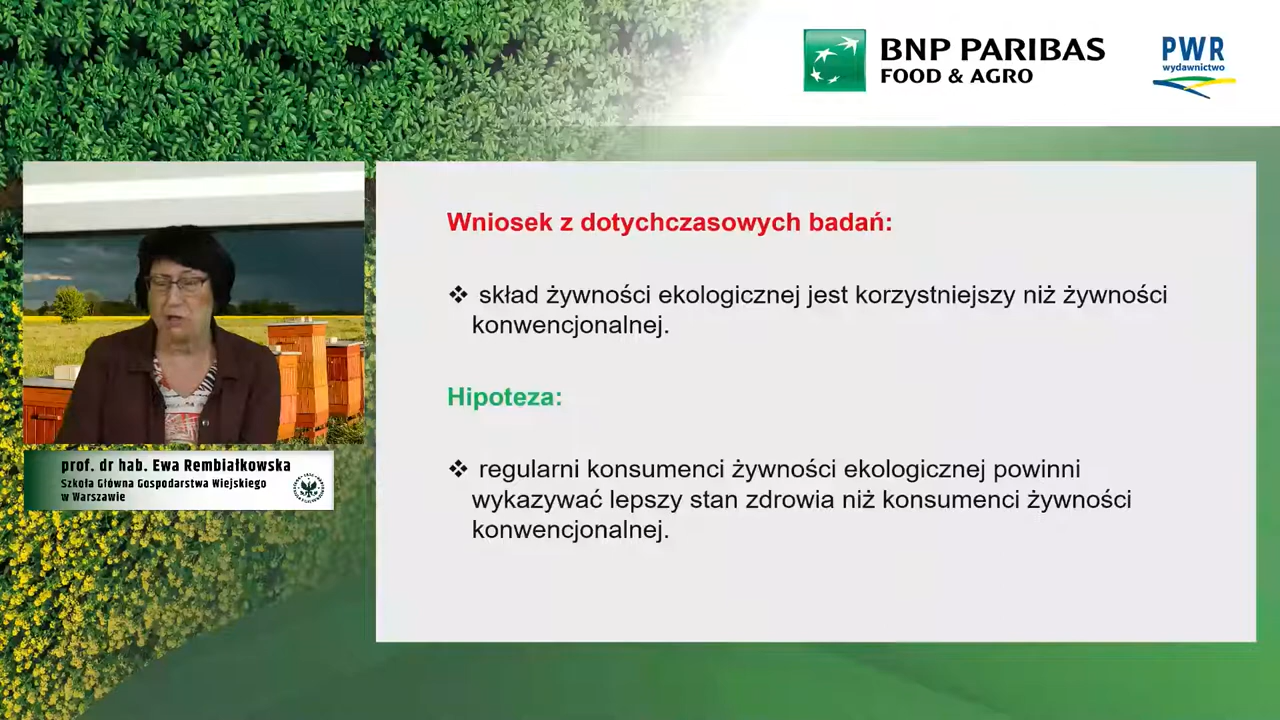 BNP PARIBAS
FOOD & AGRO
PWR
wydawnictwo
Wniosek z dotychczasowych badań:
❖ skład żywności ekologicznej jest korzystniejszy niż żywności
konwencjonalnej.
Hipoteza:
❖ regularni konsumenci żywności ekologicznej powinni
wykazywać lepszy stan zdrowia niż konsumenci żywności
konwencjonalnej.
prof. dr hab. Ewa Rembiałkowska
Szkoła Główna Gospodarstwa Wiejskiego
w Warszawie